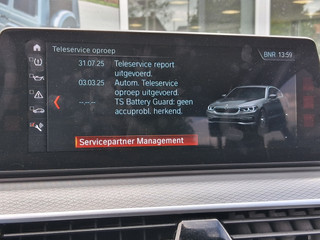 Teleservice oproep
BNR 13:59
31.07.25 Teleservice report
uitgevoerd.
03.03.25 Autom. Teleservice
oproep uitgevoerd.
--.--.-- TS Battery Guard: geen
accuprobl. herkend.
Servicepartner Management